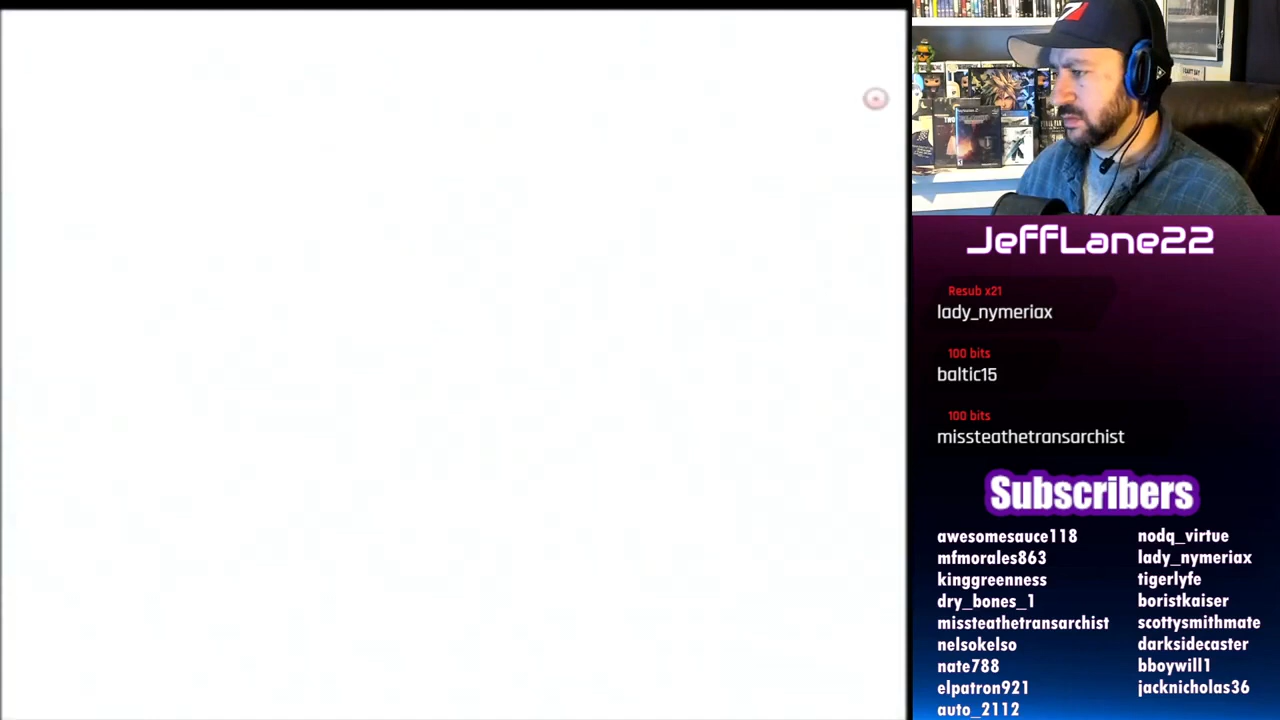 JeffLane22
Resub x21
lady_nymeriax
100 bits
baltic15
100 bits
missteathetransarchist
Subscribers
awesomesauce118
mfmorales863
kinggreenness
dry_bones_1
missteathetransarchist
nelsokelso
nate788
elpatron921
auto_2112
nodq_virtue
lady_nymeriax
tigerlyfe
boristkaiser
scottysmithmate
darksidecaster
bboywill1
jacknicholas36